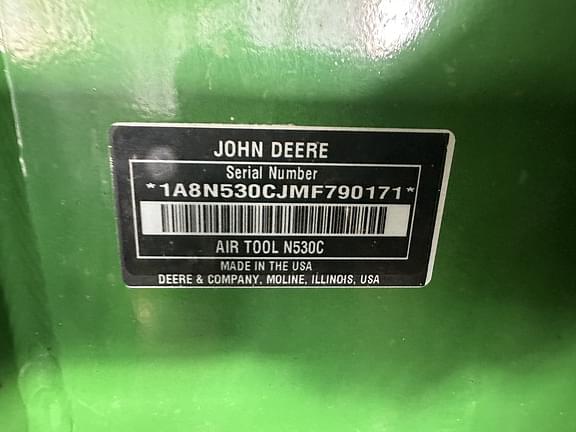 JOHN DEERE
Serial Number
*1A8N530CJMF790171*
AIR TOOL N530C
MADE IN THE USA
DEERE & COMPANY, MOLINE, ILLINOIS, USA